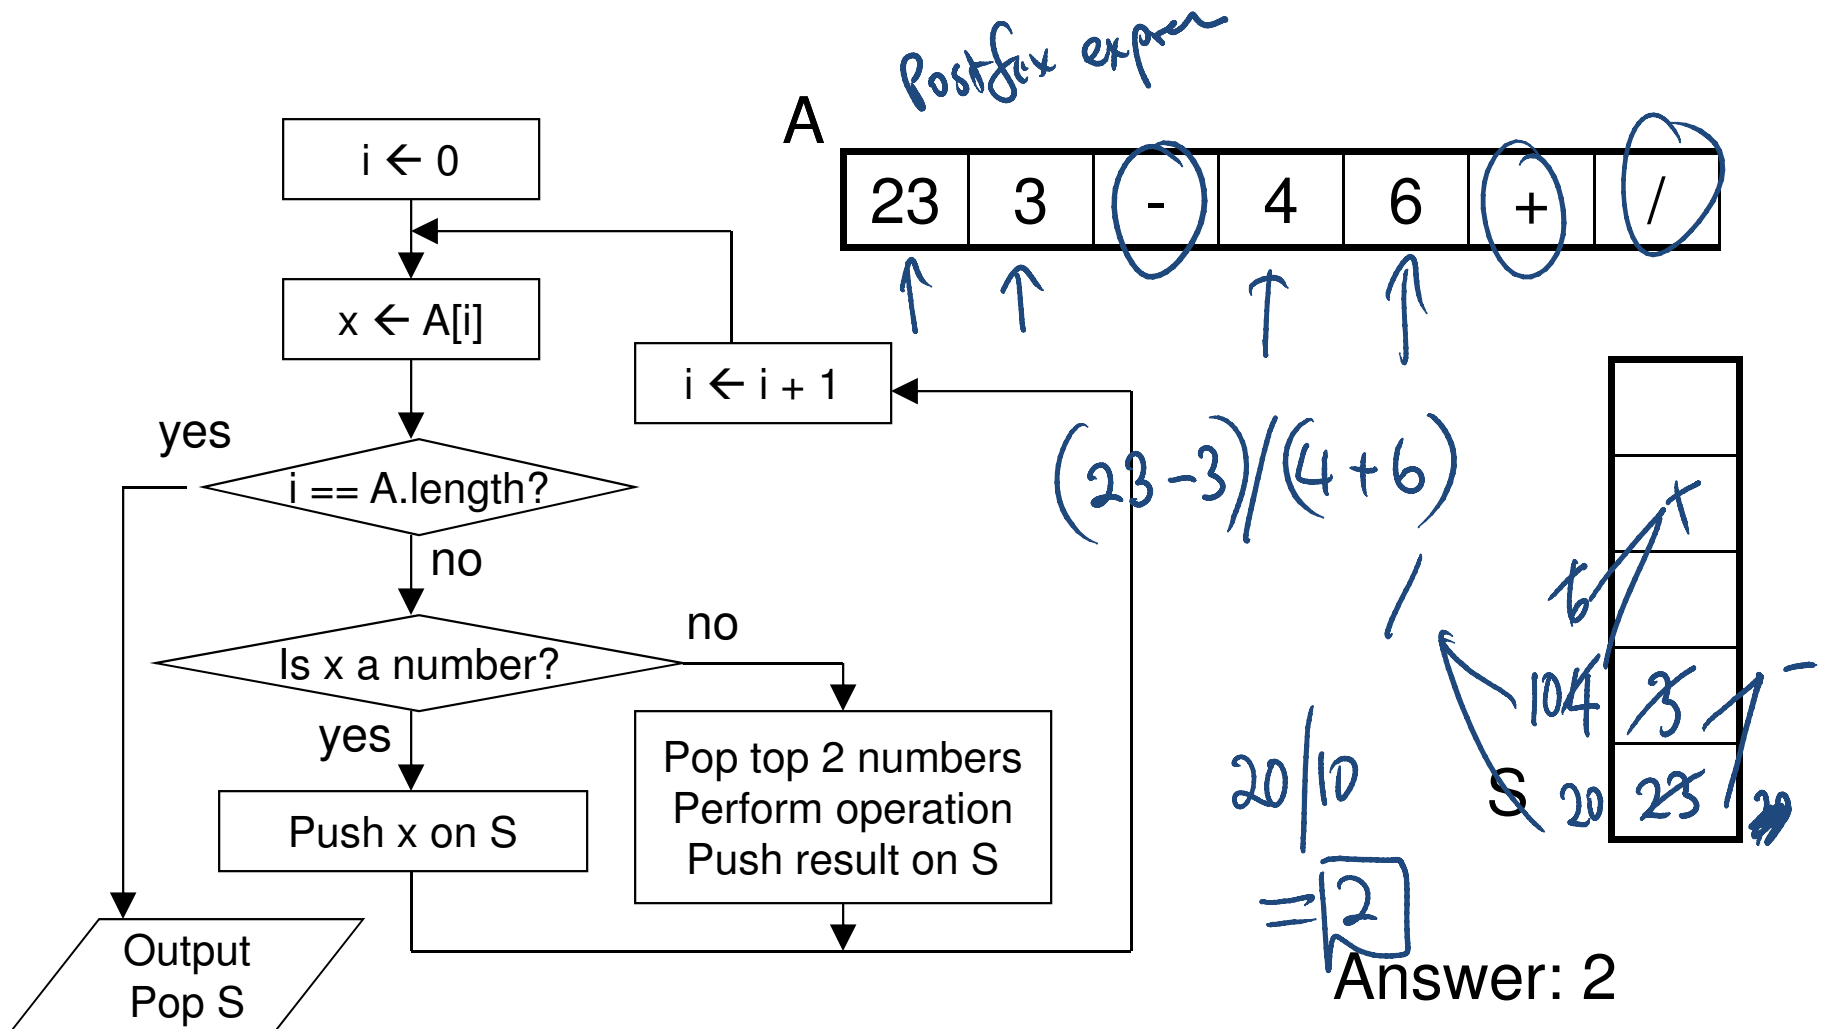 Postfix expren
A
23 3 - 4 6 + /
i ← 0
x ← A[i]
i ← i + 1
yes
i == A.length?
no
Is x a number?
no
yes
Push x on S
Pop top 2 numbers
Perform operation
Push result on S
Output
Pop S
(23-3)/(4+6)
/
20/10
= 2
+
6
10 4 3 -
S 20 23
Answer: 2